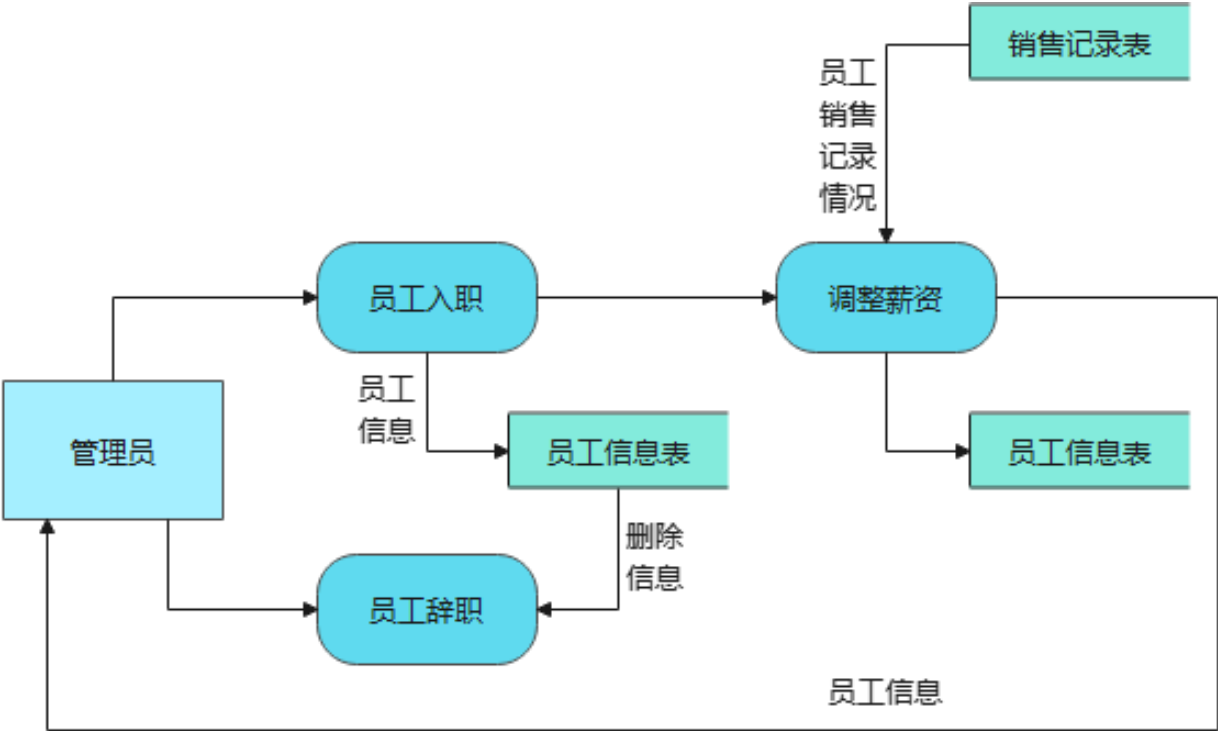 销售记录表
员工
销售
记录
情况
员工入职
调整薪资
员工
信息
管理员
员工信息表
员工信息表
删除
信息
员工辞职
员工信息